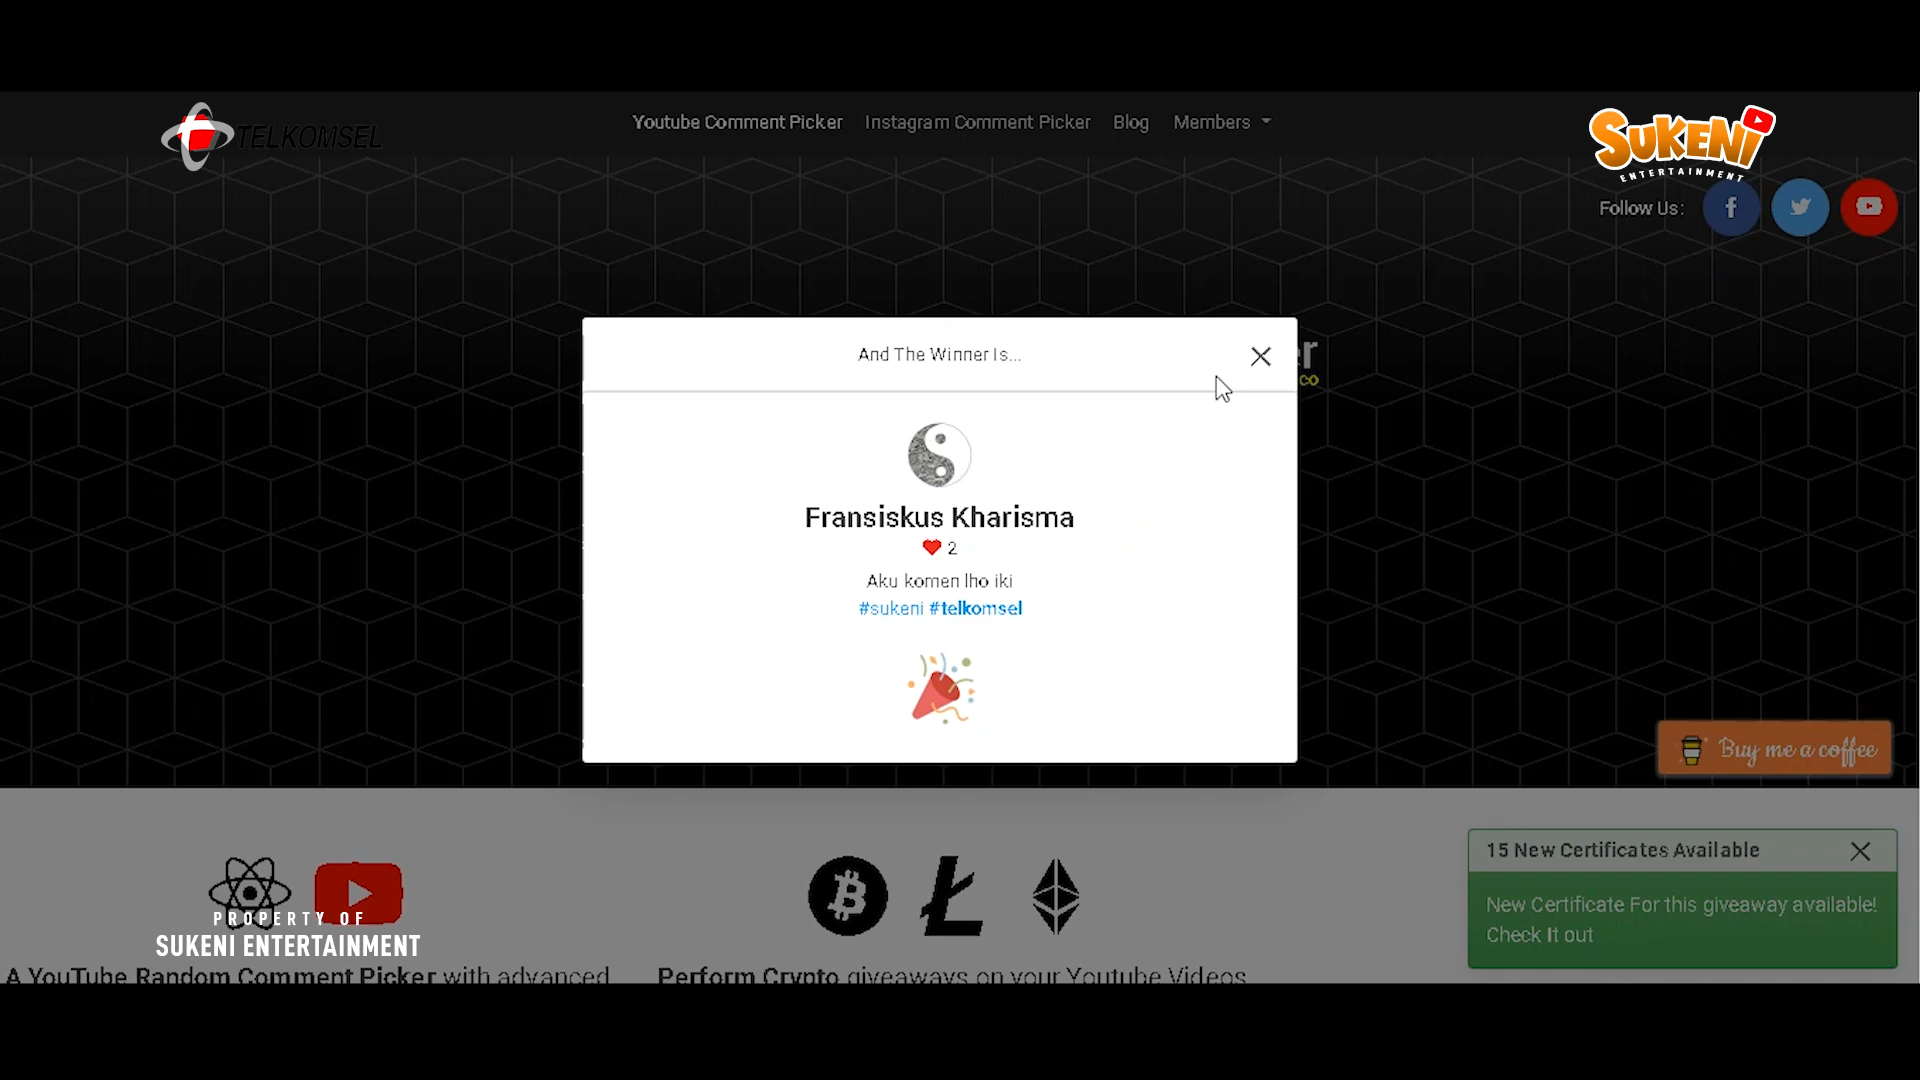 TELKOMSEL
Youtube Comment Picker Instagram Comment Picker Blog Members
SUKENI
ENTERTAINMENT
Follow Us:
And The Winner Is...
er
co
Fransiskus Kharisma
2
Aku komen lho iki
#sukeni #telkomsel
Buy me a coffee
15 New Certificates Available
New Certificate For this giveaway available!
Check It out
PROPERTY OF
SUKENI ENTERTAINMENT
A YouTube Random Comment Picker with advanced
Perform Crypto giveaways on your Youtube Videos